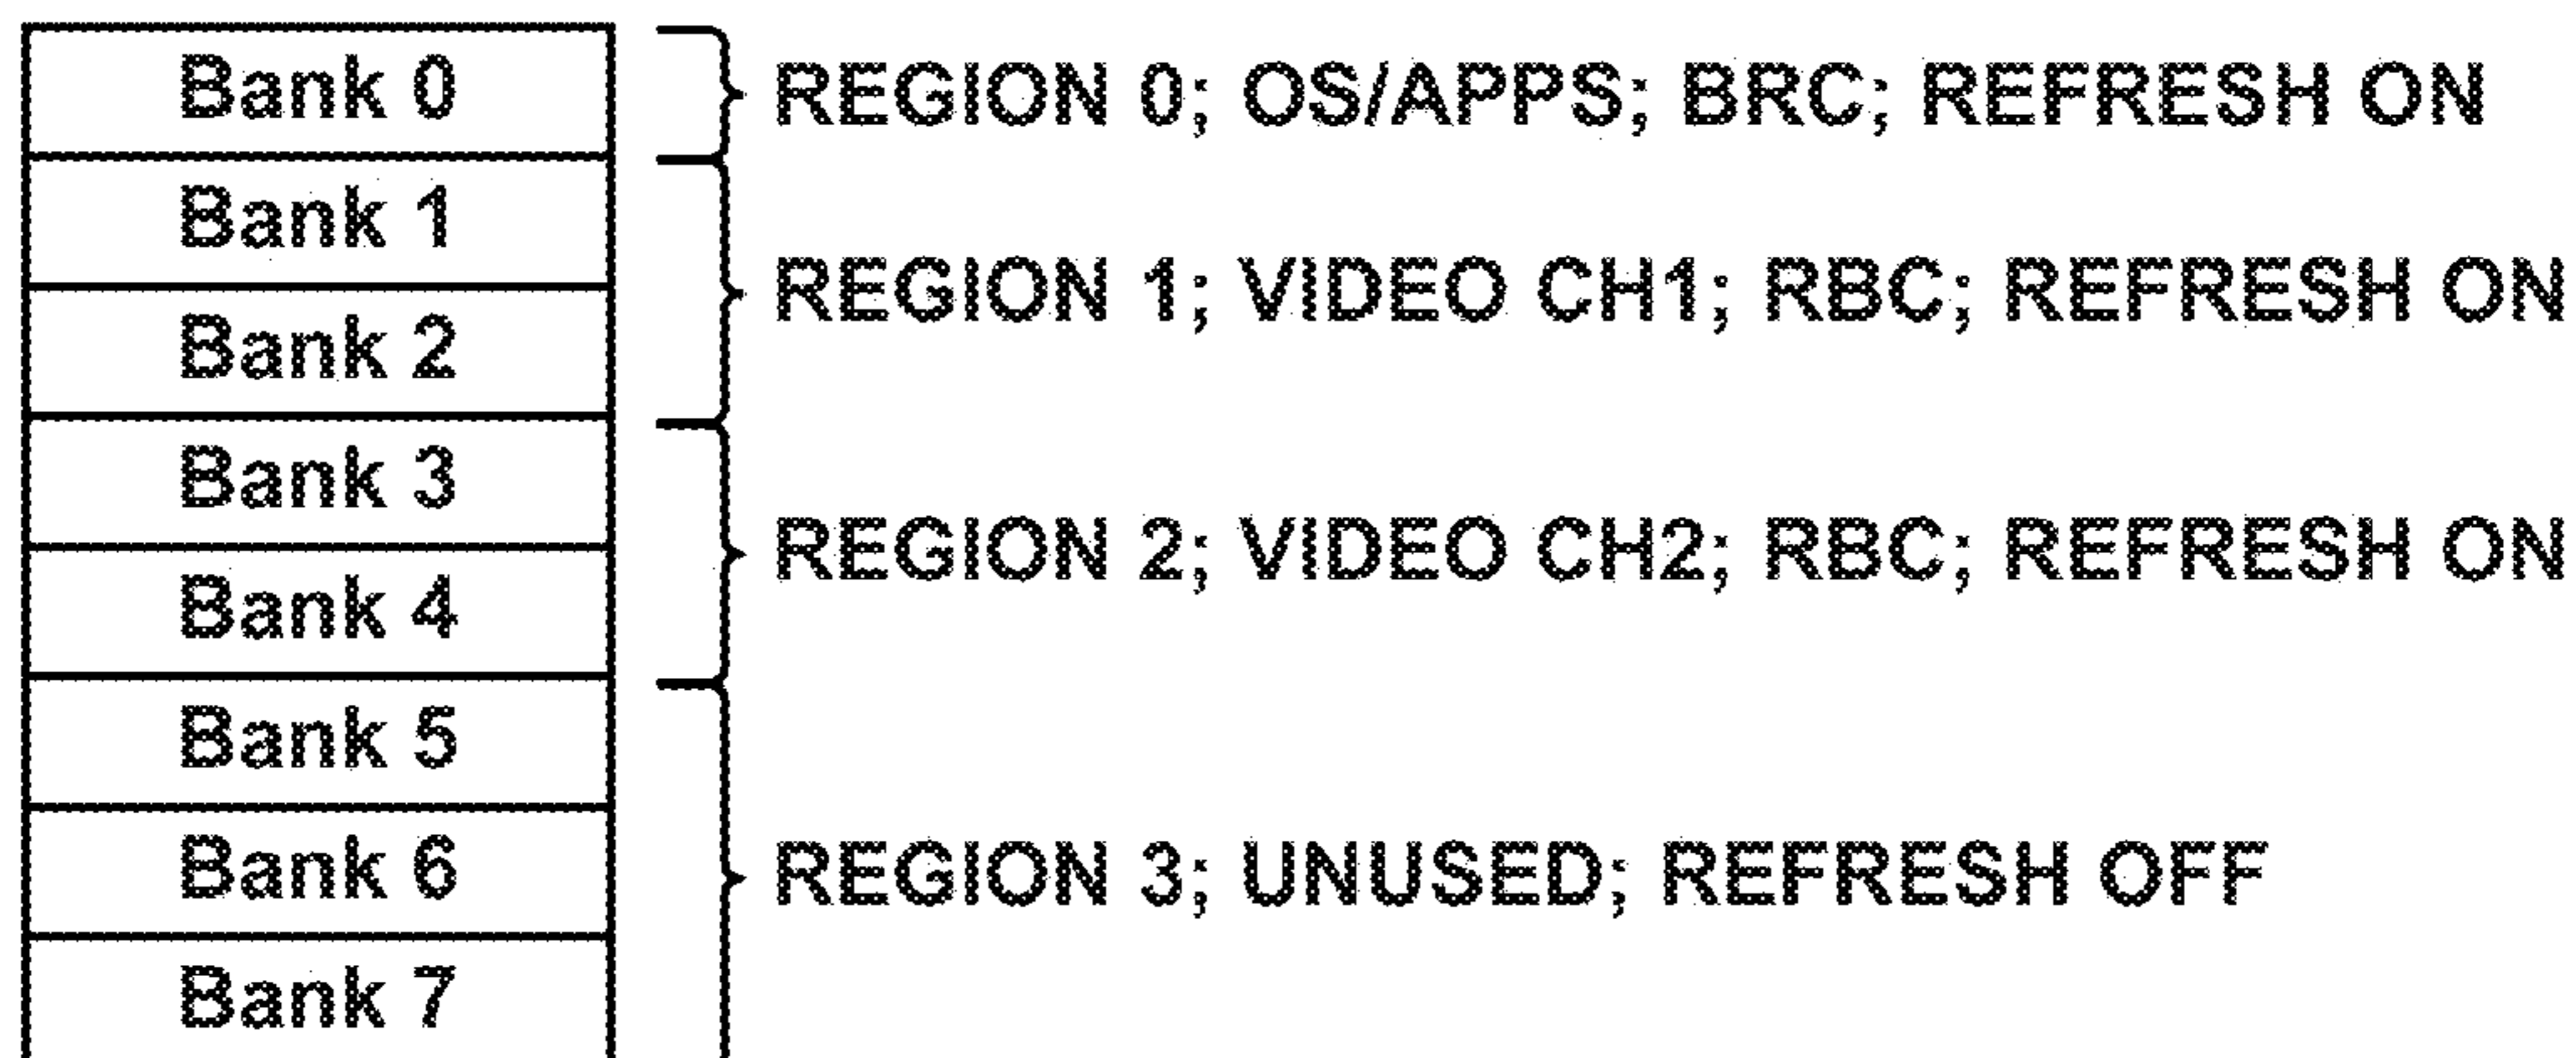 Bank 0
REGION 0; OS/APPS; BRC; REFRESH ON
Bank 1
Bank 2
REGION 1; VIDEO CH1; RBC; REFRESH ON
Bank 3
Bank 4
REGION 2; VIDEO CH2; RBC; REFRESH ON
Bank 5
Bank 6
Bank 7
REGION 3; UNUSED; REFRESH OFF